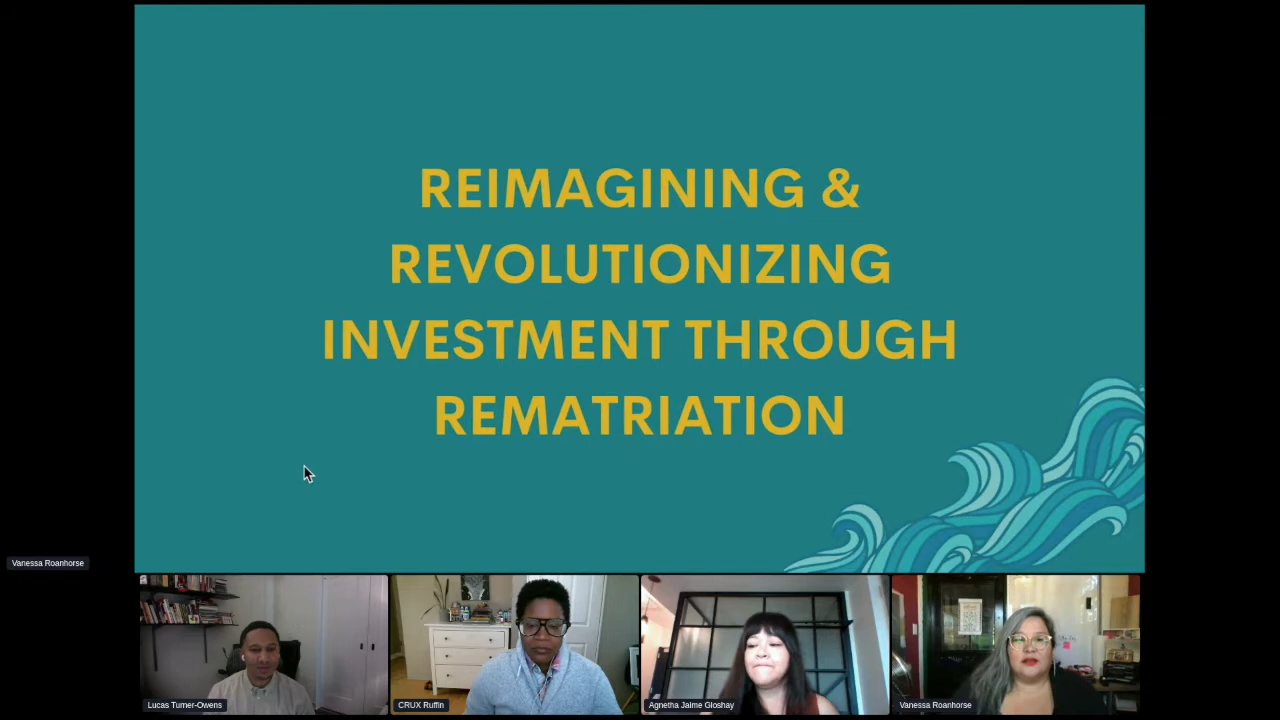 REIMAGINING &
REVOLUTIONIZING
INVESTMENT THROUGH
REMATRIATION
Vanessa Roanhorse
Lucas Turner-Owens
CRUX Ruffin
Agnetha Jaime Gloshay
Vanessa Roanhorse